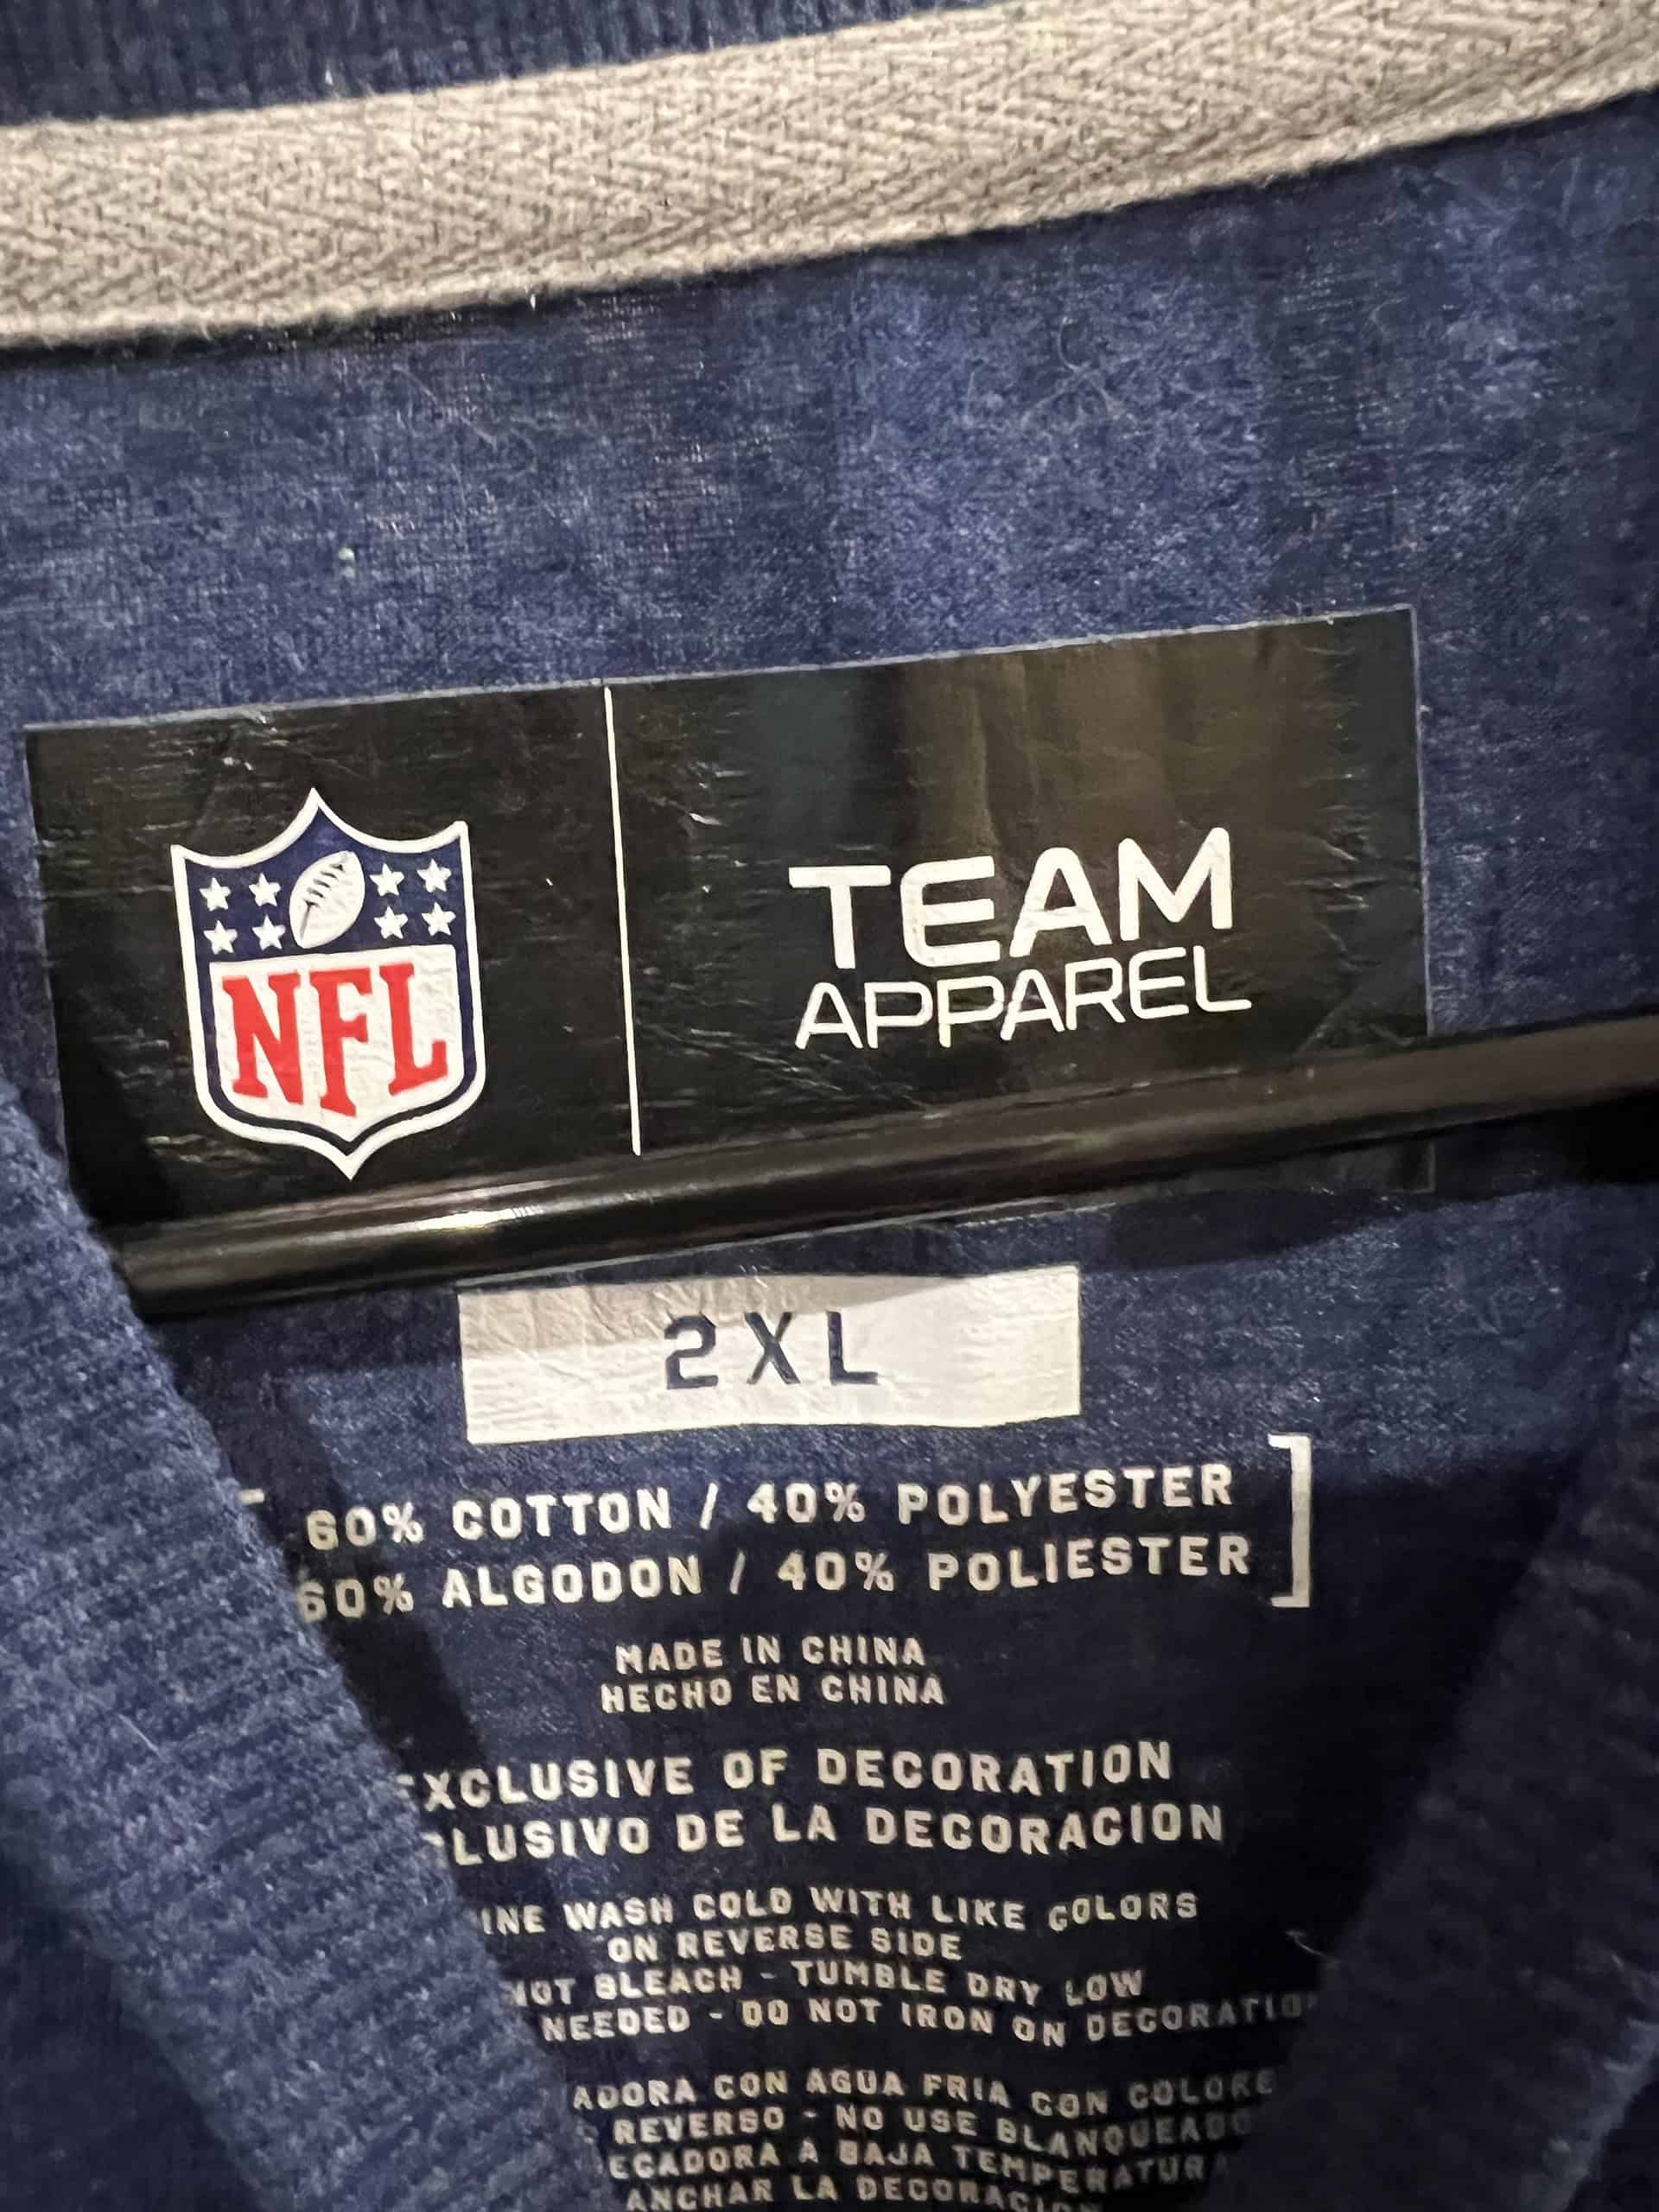 NFL
TEAM
APPAREL
2XL
60% COTTON / 40% POLYESTER
60% ALGODON / 40% POLIESTER
MADE IN CHINA
HECHO EN CHINA
OF DECORATION
DE LA DECORACION
WASH COLD WITH LIKE COLORS
ON REVERSE SIDE
NOT BLEACH - TUMBLE DRY LOW
NEEDED - DO NOT IRON ON
CON AGUA FRIA CON
REVERSO - NO USE
A BAJA
LA